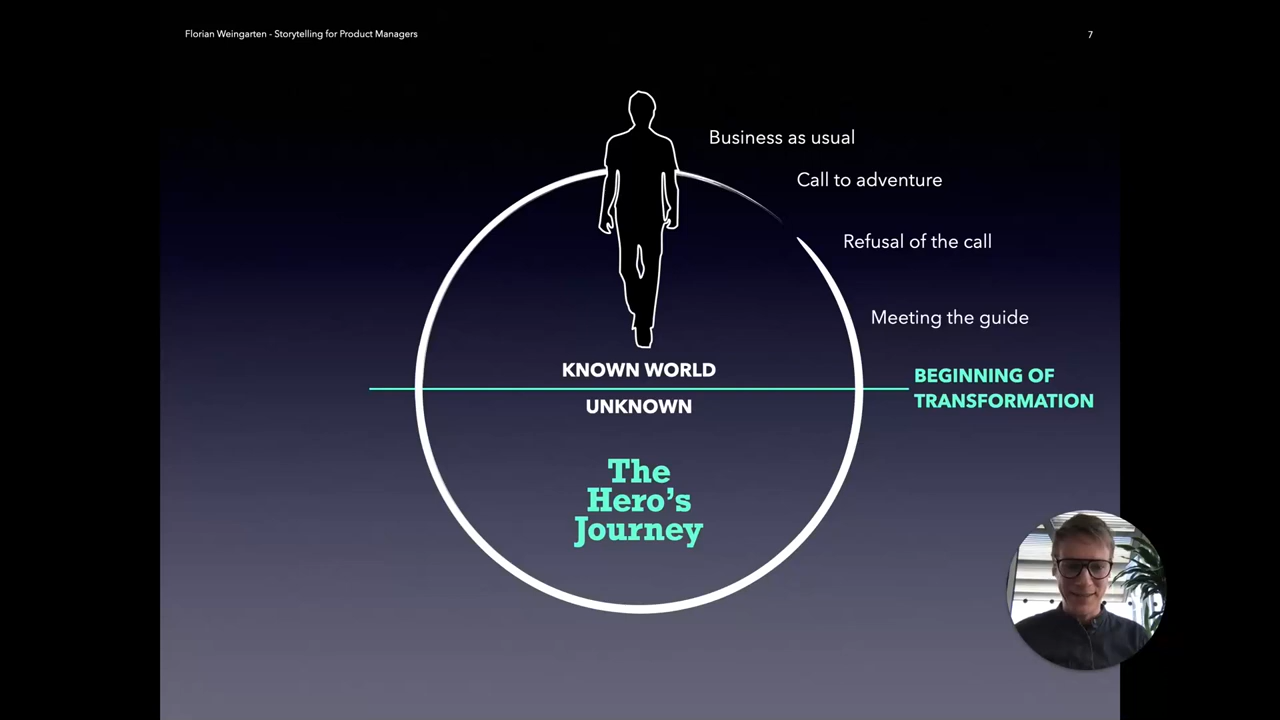 Florian Weingarten - Storytelling for Product Managers
7
Business as usual
Call to adventure
Refusal of the call
Meeting the guide
KNOWN WORLD
BEGINNING OF
TRANSFORMATION
UNKNOWN
The
Hero’s
Journey